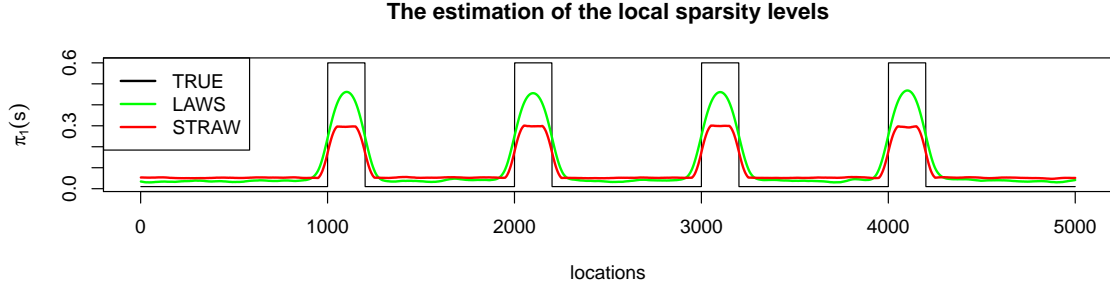 The estimation of the local sparsity levels
π₁(s)
0.6
0.3
0.0
TRUE
LAWS
STRAW
0 1000 2000 3000 4000 5000
locations